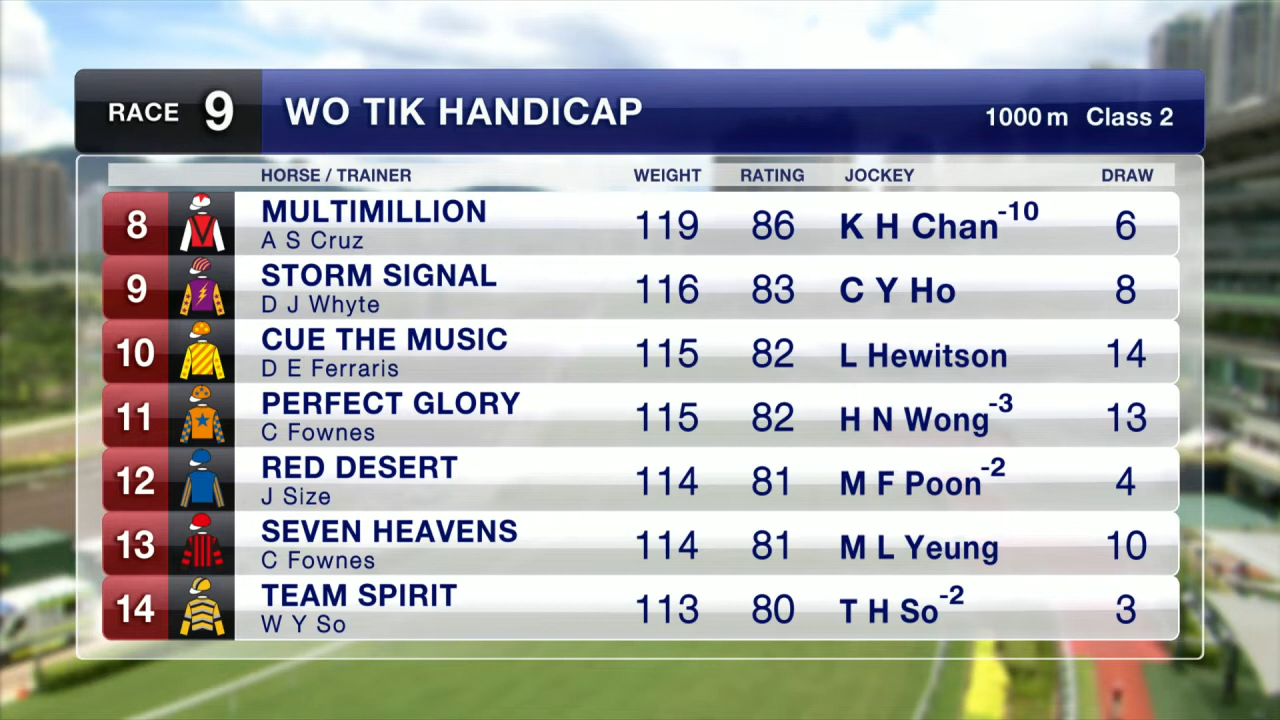 RACE 9 WO TIK HANDICAP 1000 m Class 2
HORSE / TRAINER WEIGHT RATING JOCKEY DRAW
8 MULTIMILLION 119 86 K H Chan-10 6
A S Cruz
9 STORM SIGNAL 116 83 C Y Ho 8
D J Whyte
10 CUE THE MUSIC 115 82 L Hewitson 14
D E Ferraris
11 PERFECT GLORY 115 82 H N Wong-3 13
C Fownes
12 RED DESERT 114 81 M F Poon-2 4
J Size
13 SEVEN HEAVENS 114 81 M L Yeung 10
C Fownes
14 TEAM SPIRIT 113 80 T H So-2 3
W Y So